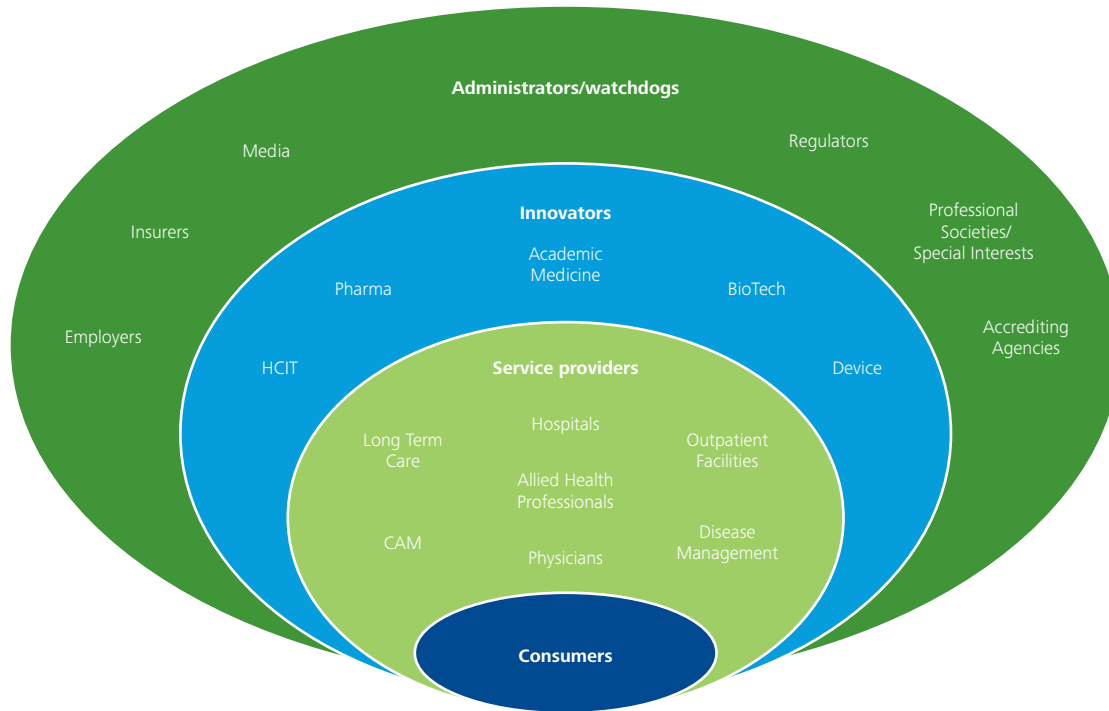 Administrators/watchdogs
Media
Regulators
Insurers
Professional
Societies/
Special Interests
Employers
Accrediting
Agencies
Innovators
Academic
Medicine
Pharma
BioTech
HCIT
Device
Service providers
Hospitals
Long Term
Care
Outpatient
Facilities
Allied Health
Professionals
CAM
Disease
Management
Physicians
Consumers